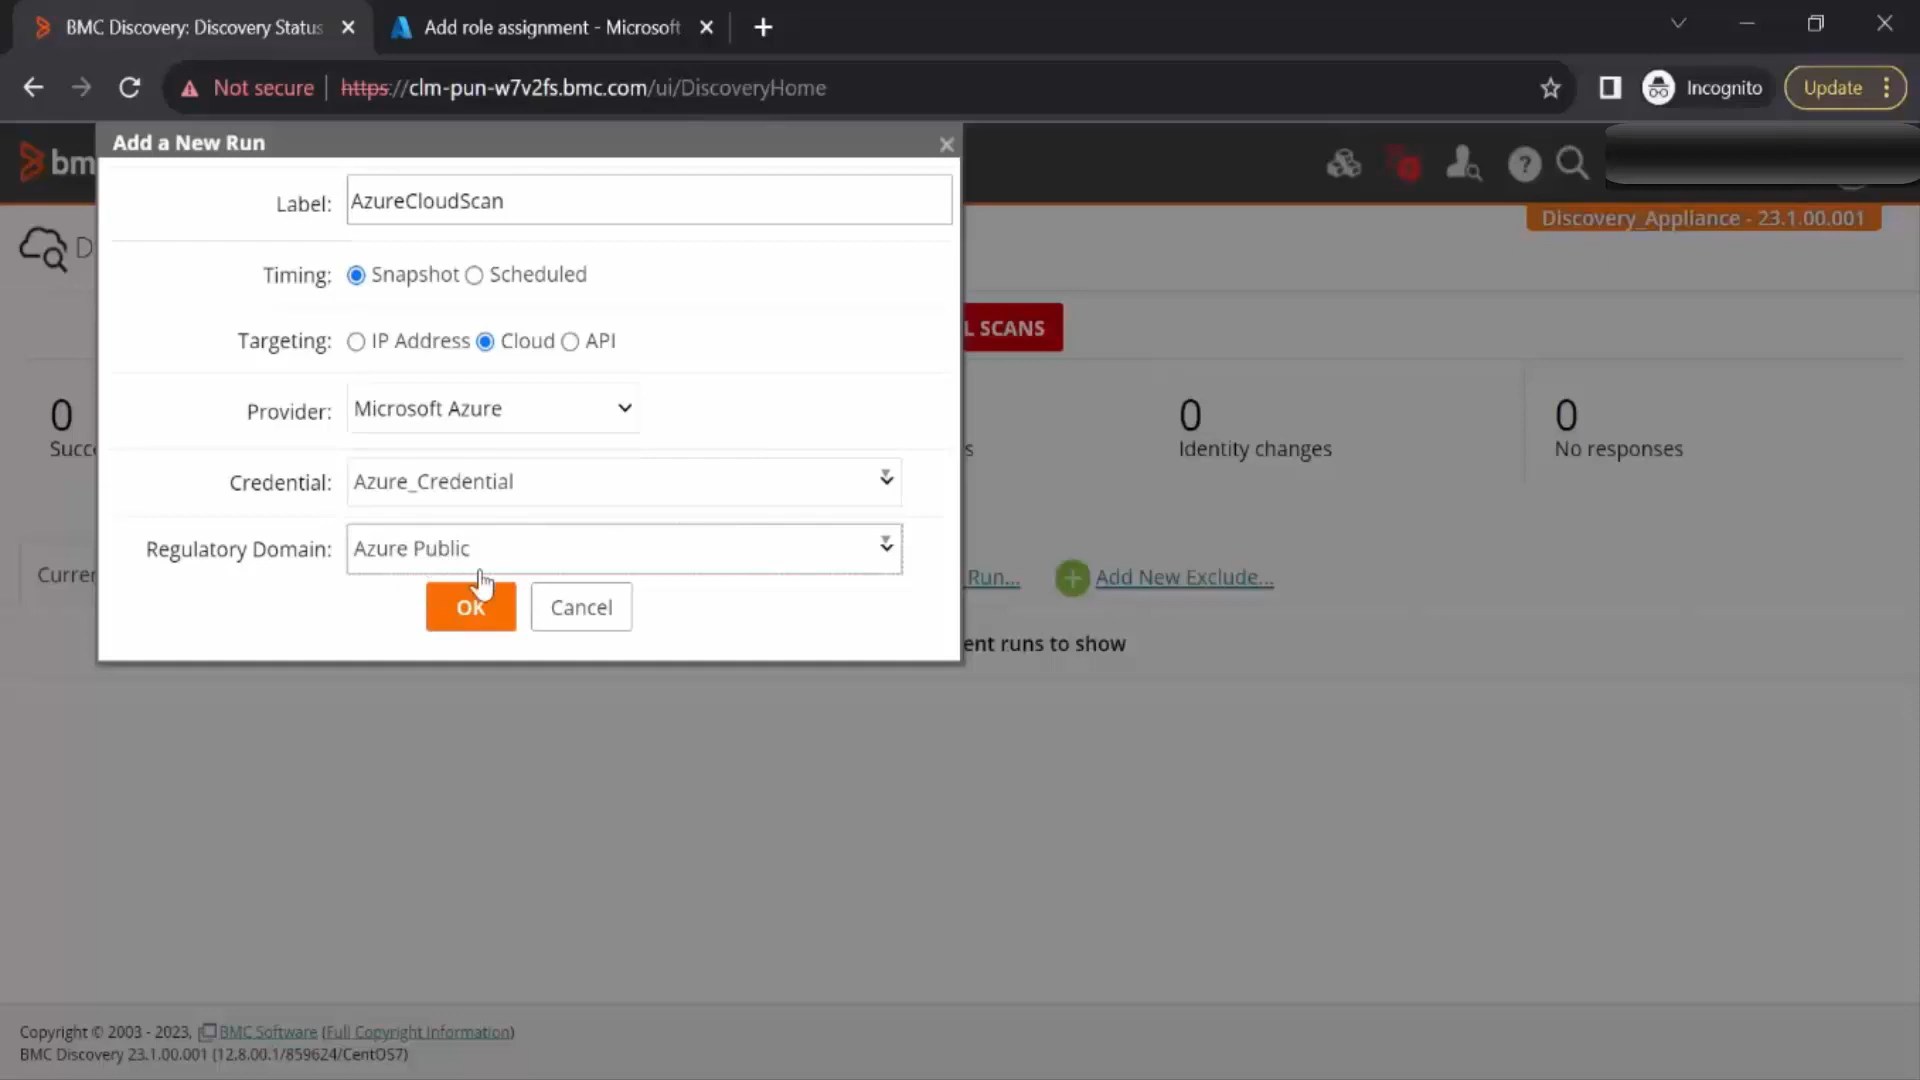 BMC Discovery: Discovery Status
Add role assignment - Microsoft
Not secure
https://clm-pun-w7v2fs.bmc.com/ui/DiscoveryHome
Incognito
Update
bm
Add a New Run
Label: AzureCloudScan
Discovery_Appliance - 23.1.00.001
D
Timing: Snapshot Scheduled
L SCANS
Targeting: IP Address Cloud API
Provider: Microsoft Azure
0
Succ
s
0
Identity changes
0
No responses
Credential: Azure_Credential
Regulatory Domain: Azure Public
Curren
Run...
Add New Exclude...
OK
Cancel
ent runs to show
Copyright © 2003 - 2023, BMC Software (Full Copyright Information)
BMC Discovery 23.1.00.001 (12.8.00.1/859624/CentOS7)